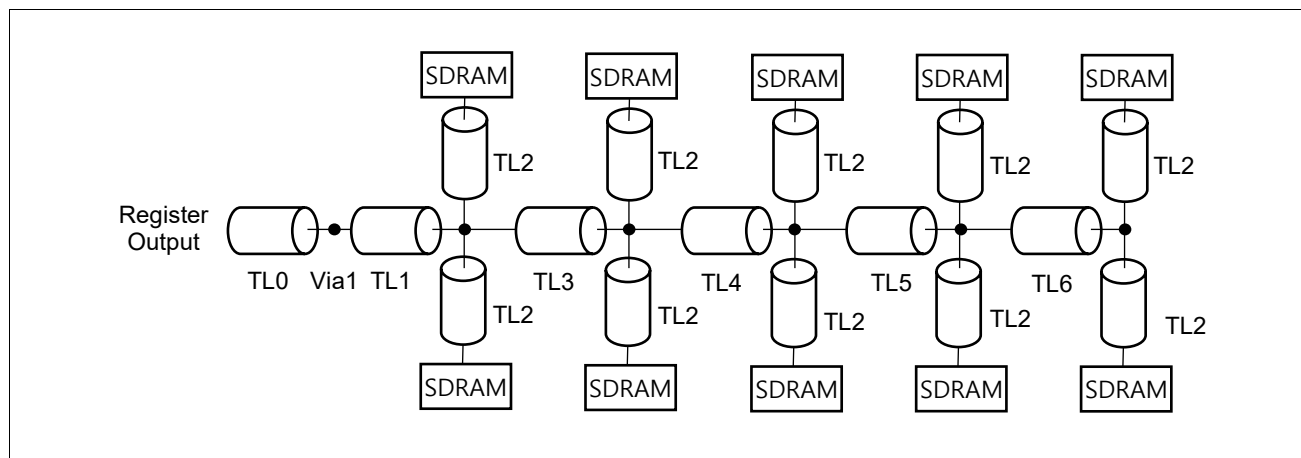 SDRAM SDRAM SDRAM SDRAM SDRAM
TL2 TL2 TL2 TL2 TL2
Register
Output
TL0 Via1 TL1 TL3 TL4 TL5 TL6
TL2 TL2 TL2 TL2 TL2
SDRAM SDRAM SDRAM SDRAM SDRAM